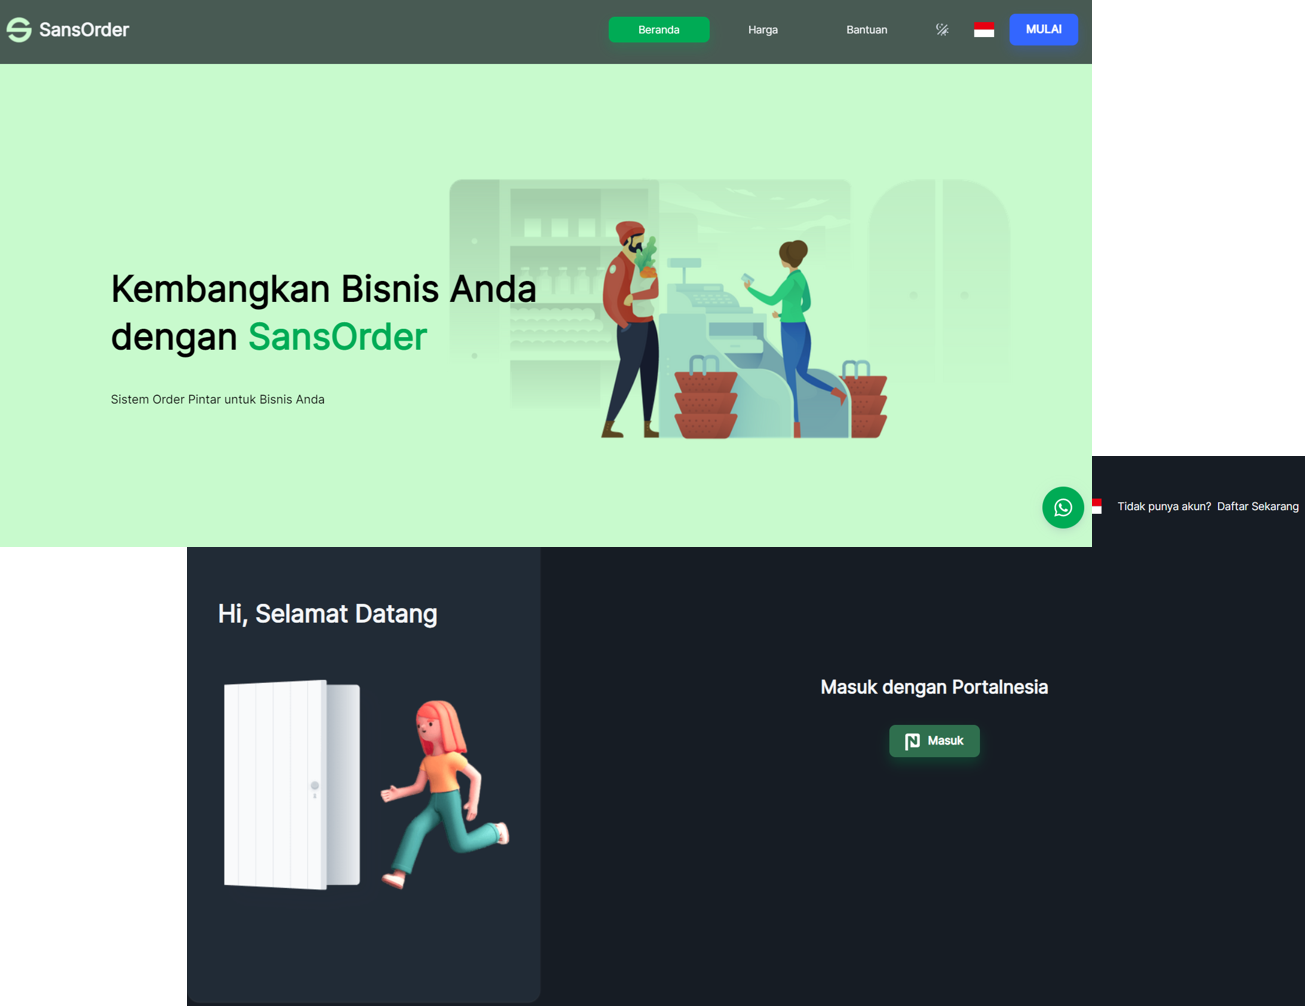 SansOrder
Beranda
Harga
Bantuan
MULAI
Kembangkan Bisnis Anda
dengan SansOrder
Sistem Order Pintar untuk Bisnis Anda
Tidak punya akun? Daftar Sekarang
Hi, Selamat Datang
Masuk dengan Portalnesia
Masuk